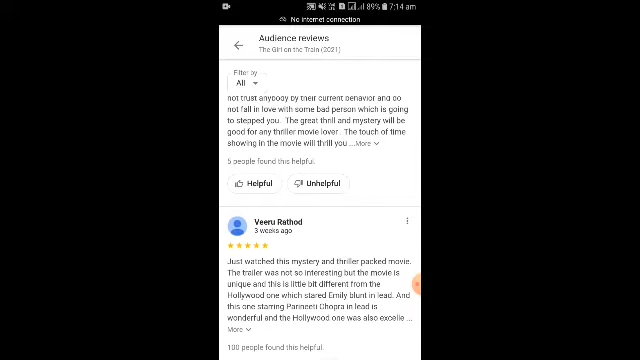 89% 7:14 am
No internet connection
Audience reviews
The Girl on the Train (2021)
Filter by
All
not trust anybody by their current behavior and do
not fall in love with some bad person which is going
to stepped you. The great thrill and mystery will be
good for any thriller movie lover . The touch of time
showing in the movie will thrill you ...More
5 people found this helpful.
Helpful Unhelpful
Veeru Rathod
3 weeks ago
Just watched this mystery and thriller packed movie.
The trailer was not so interesting but the movie is
unique and this is little bit different from the
Hollywood one which stared Emily blunt in lead. And
this one starring Parineeti Chopra in lead is
wonderful and the Hollywood one was also excelle ...
More
100 people found this helpful.